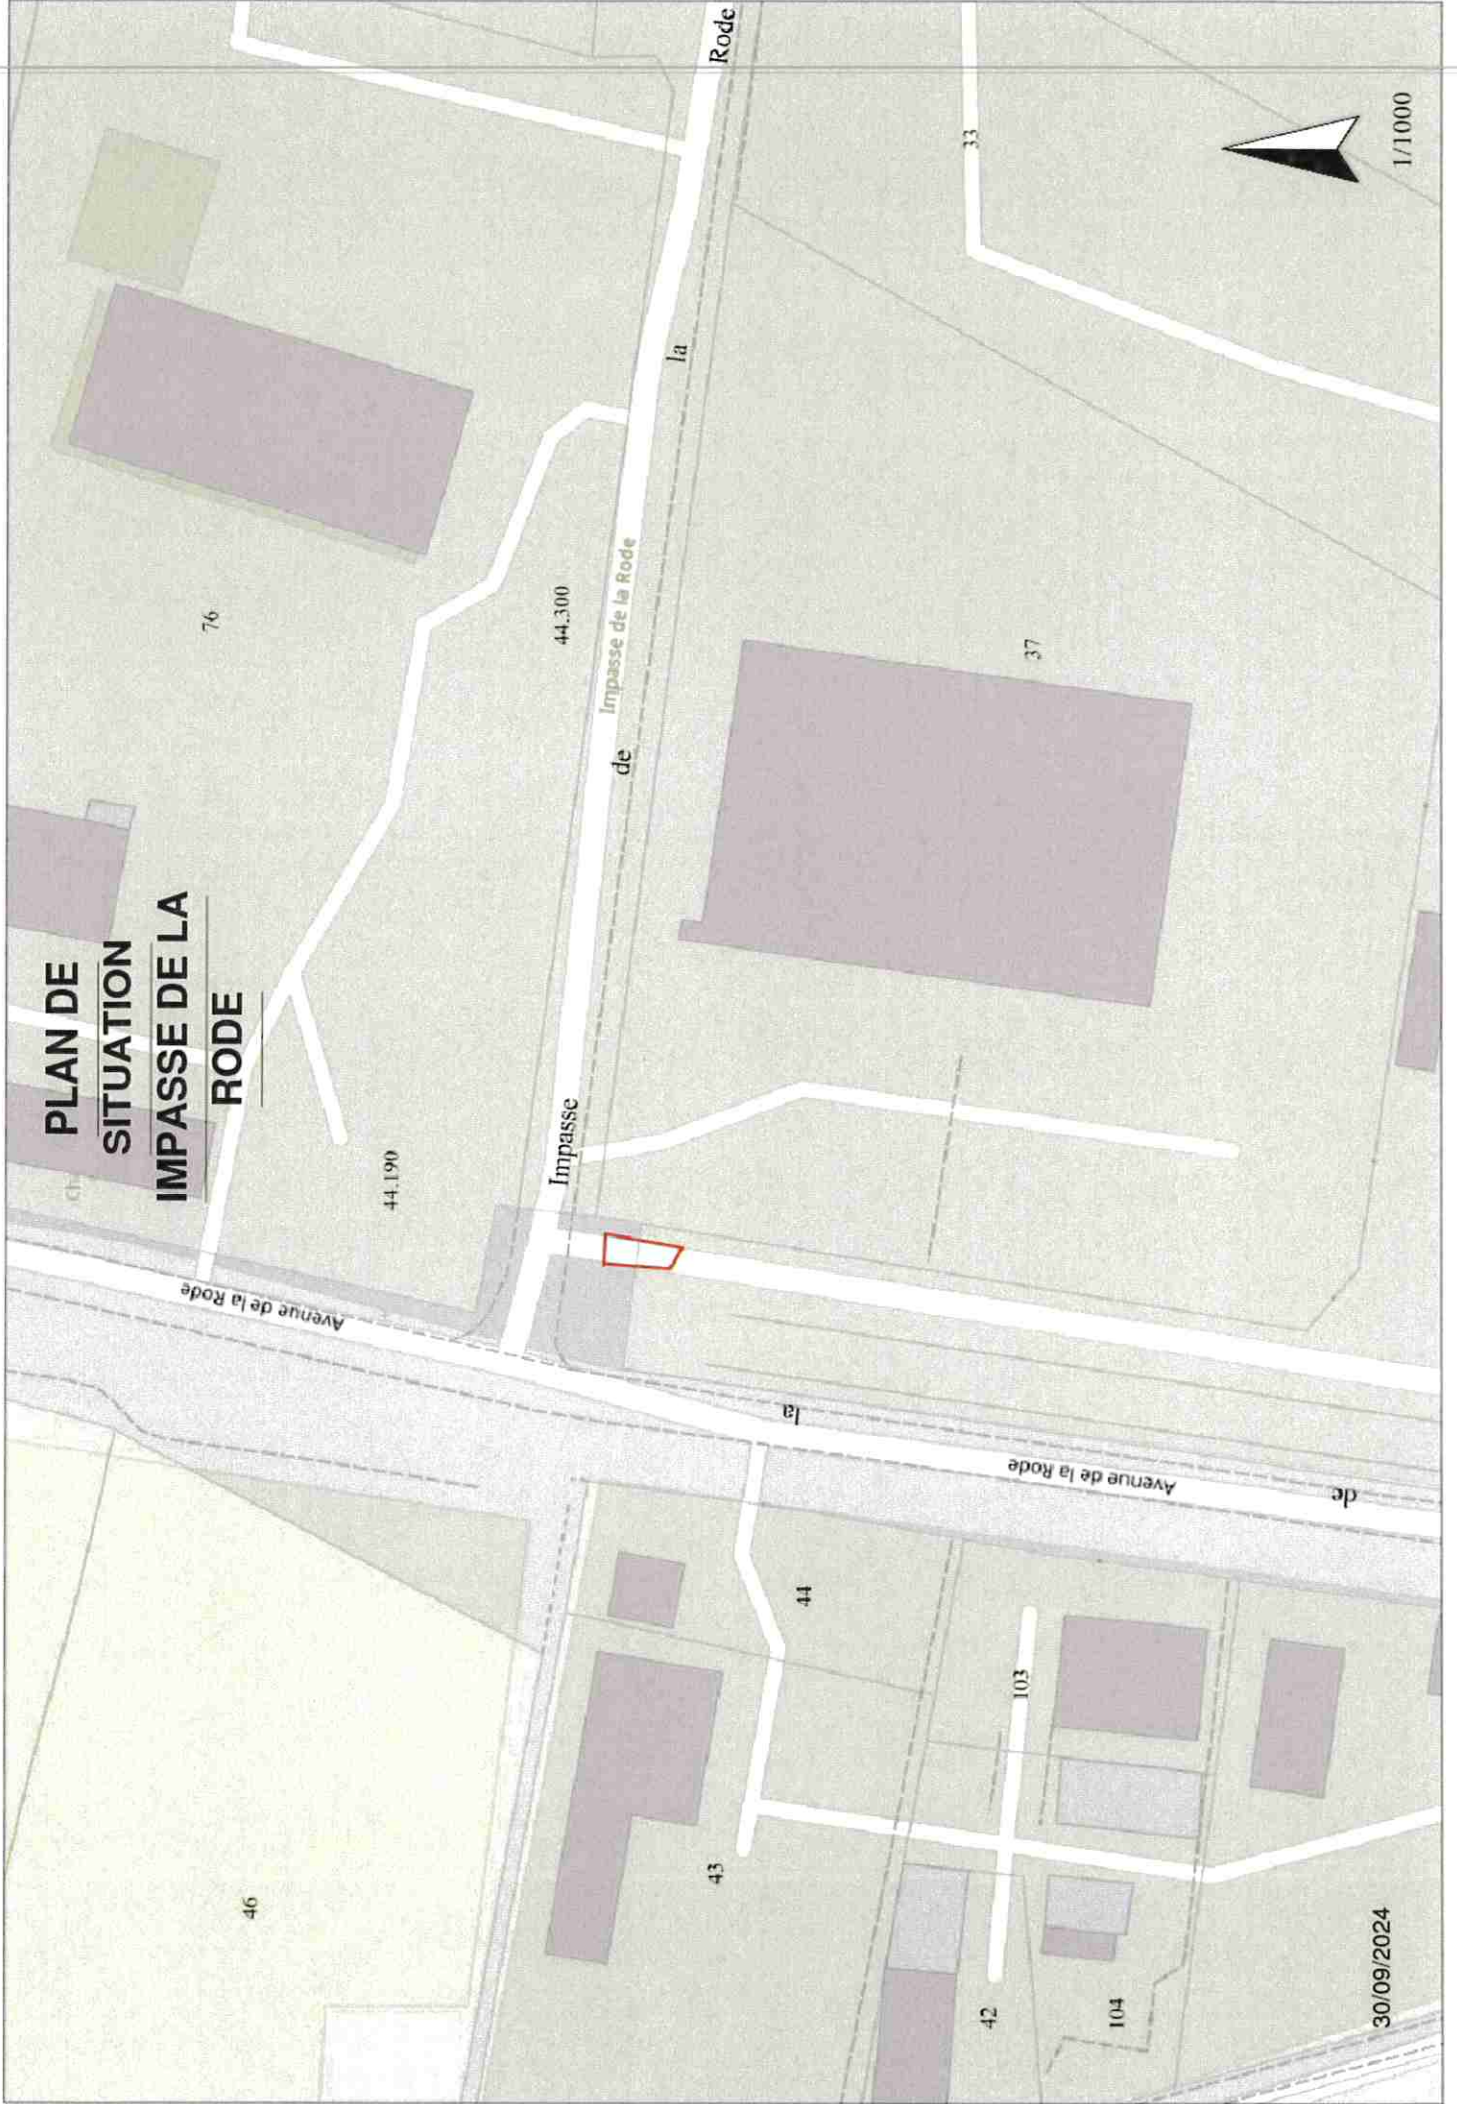 PLAN DE
SITUATION
IMPASSE DE LA
RODE
46
43
42
104
103
44
44.190
44.300
76
37
33
Impasse
de
la
Rode
Impasse de la Rode
Avenue de la Rode
la
Avenue de la Rode
de
30/09/2024
1/1000